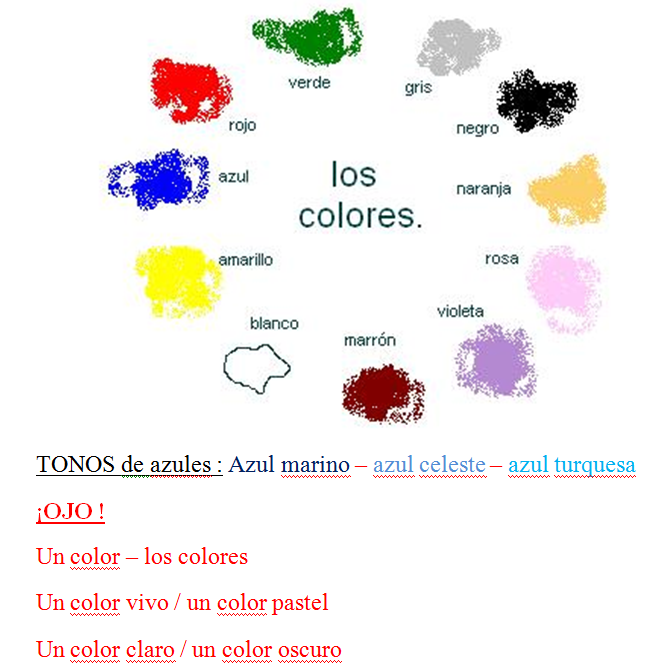 verde
gris
rojo
negro
azul
los
colores.
naranja
amarillo
rosa
violeta
blanco
marrón
TONOS de azules : Azul marino – azul celeste – azul turquesa
¡OJO !
Un color – los colores
Un color vivo / un color pastel
Un color claro / un color oscuro